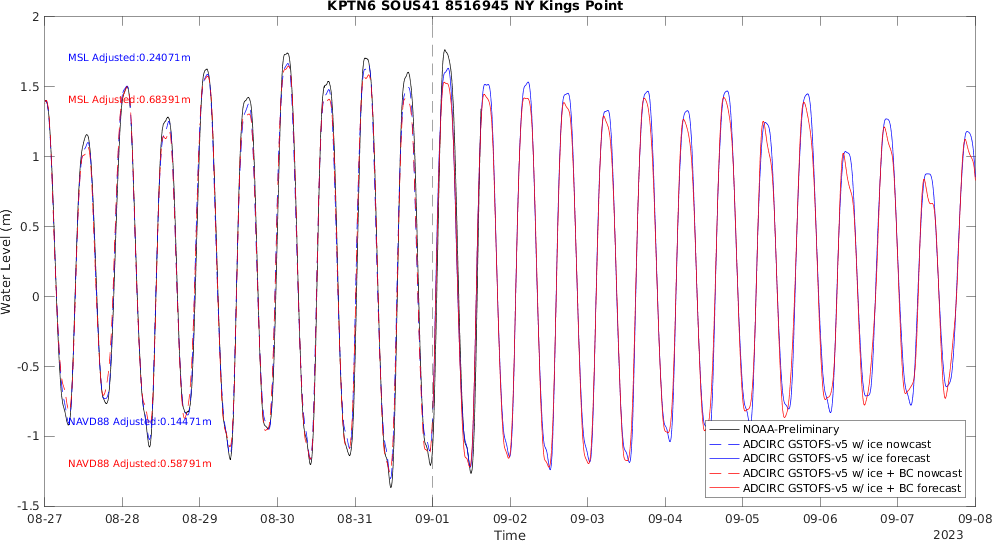 KPTN6 SOUS41 8516945 NY Kings Point
2
1.5
1
0.5
0
-0.5
-1
-1.5
Water Level (m)
MSL Adjusted:0.24071m
MSL Adjusted:0.68391m
NAVD88 Adjusted:0.14471m
NAVD88 Adjusted:0.58791m
NOAA-Preliminary
ADCIRC GSTOFS-v5 w/ ice nowcast
ADCIRC GSTOFS-v5 w/ ice forecast
ADCIRC GSTOFS-v5 w/ ice + BC nowcast
ADCIRC GSTOFS-v5 w/ ice + BC forecast
08-27 08-28 08-29 08-30 08-31 09-01 09-02 09-03 09-04 09-05 09-06 09-07 09-08
Time
2023